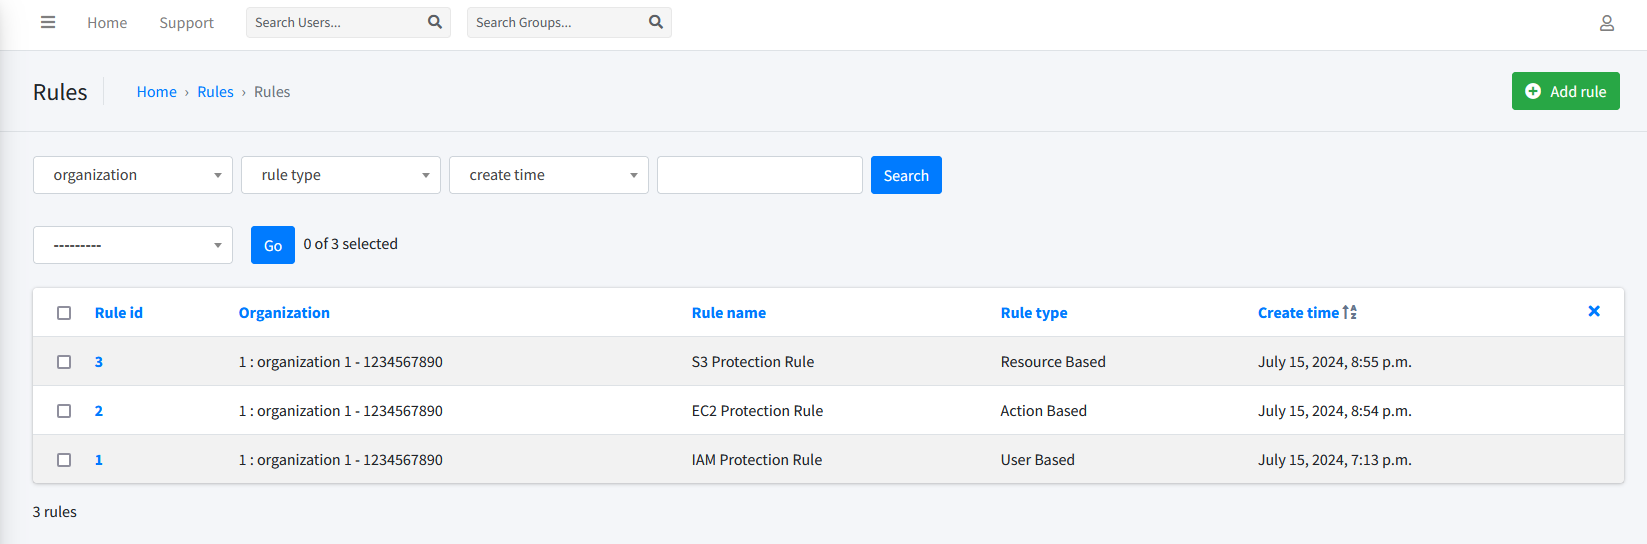 Home Support Search Users... Search Groups...
Rules Home › Rules › Rules Add rule
organization rule type create time Search
--------- Go 0 of 3 selected
Rule id Organization Rule name Rule type Create time
3 1 : organization 1 - 1234567890 S3 Protection Rule Resource Based July 15, 2024, 8:55 p.m.
2 1 : organization 1 - 1234567890 EC2 Protection Rule Action Based July 15, 2024, 8:54 p.m.
1 1 : organization 1 - 1234567890 IAM Protection Rule User Based July 15, 2024, 7:13 p.m.
3 rules